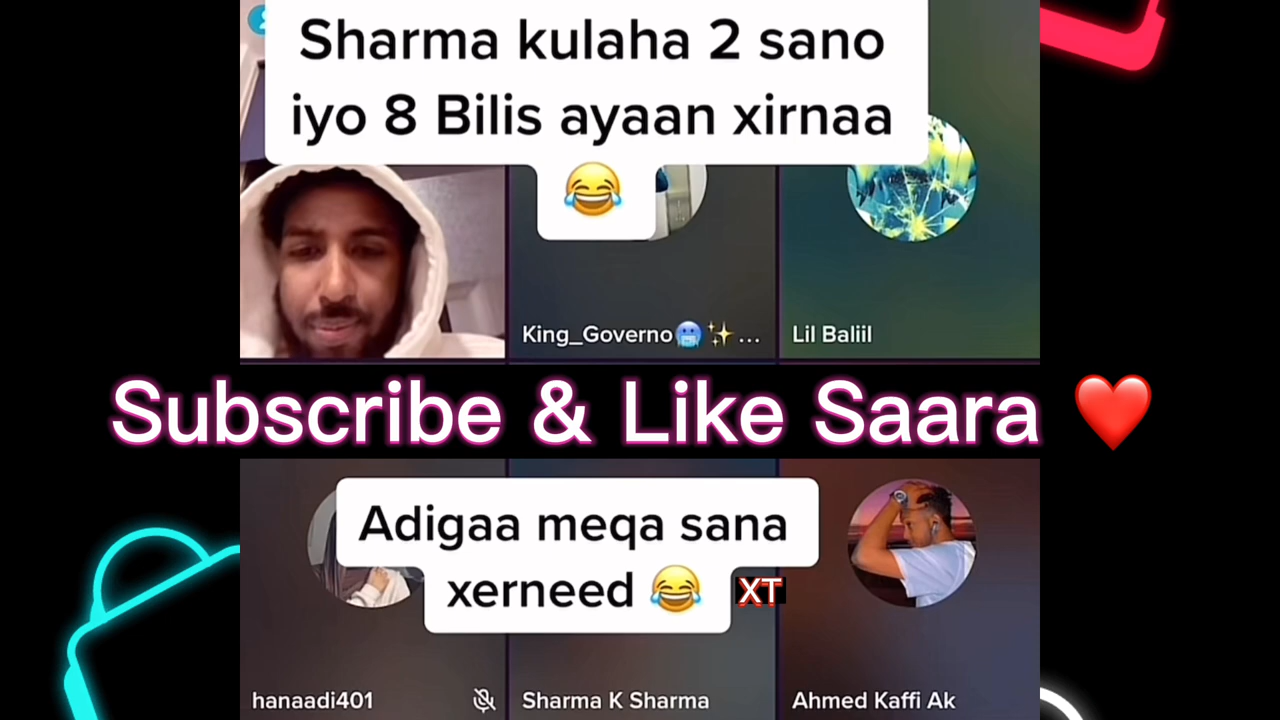 Sharma kulaha 2 sano
iyo 8 Bilis ayaan xirnaa
😂
King_Governo🥶✨...
Lil Baliil
Subscribe & Like Saara ❤️
Adigaa meqa sana
xerneed 😂
XT
hanaadi401
Sharma K Sharma
Ahmed Kaffi Ak